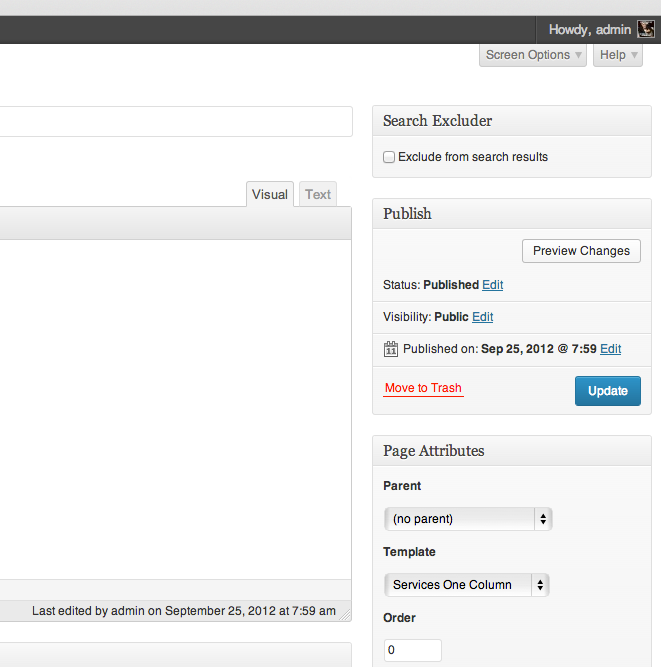 Howdy, admin
Screen Options ▾ Help ▾
Search Excluder
Exclude from search results
Visual Text
Publish
Preview Changes
Status: Published Edit
Visibility: Public Edit
11 Published on: Sep 25, 2012 @ 7:59 Edit
Move to Trash Update
Page Attributes
Parent
(no parent)
Template
Services One Column
Last edited by admin on September 25, 2012 at 7:59 am
Order
0